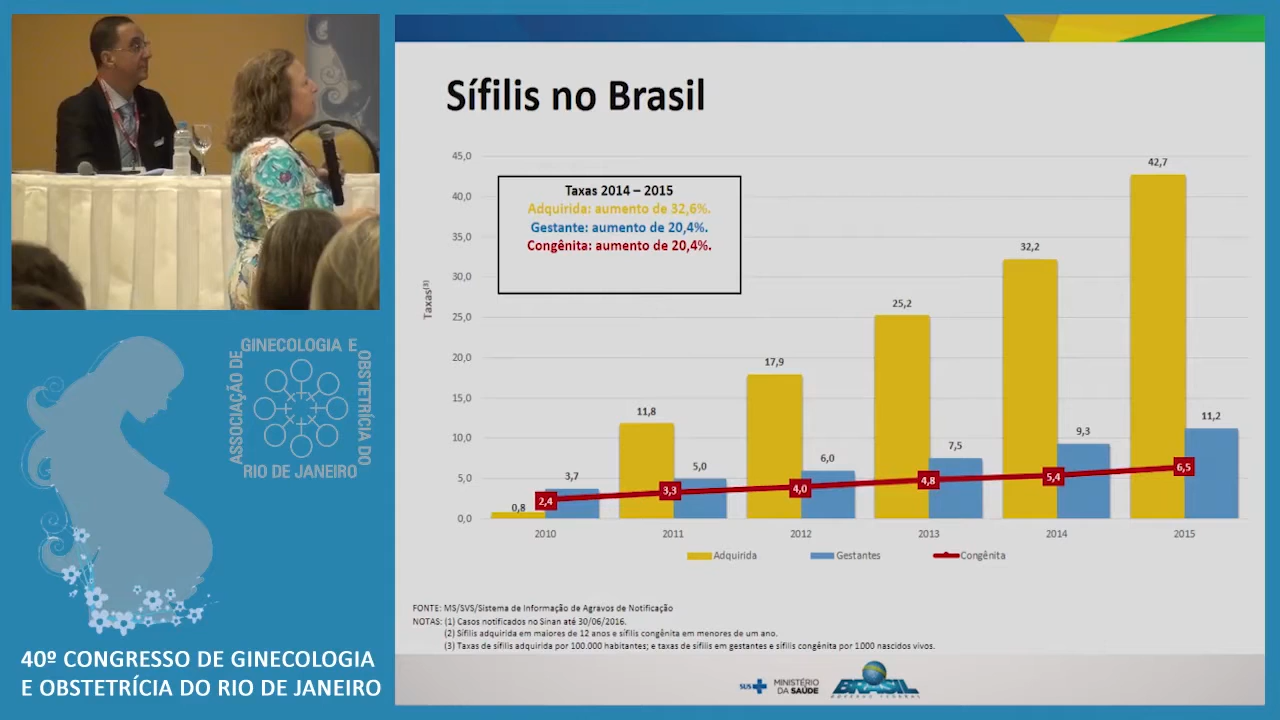 Sífilis no Brasil
Taxas 2014 – 2015
Adquirida: aumento de 32,6%.
Gestante: aumento de 20,4%.
Congênita: aumento de 20,4%.
Taxas(3)
45,0
40,0
35,0
30,0
25,0
20,0
15,0
10,0
5,0
0,0
0,8
3,7
2,4
11,8
5,0
3,3
17,9
6,0
4,0
25,2
7,5
4,8
32,2
9,3
5,4
42,7
11,2
6,5
2010
2011
2012
2013
2014
2015
Adquirida
Gestantes
Congênita
FONTE: MS/SVS/Sistema de Informação de Agravos de Notificação
NOTAS: (1) Casos notificados no Sinan até 30/06/2016.
(2) Sífilis adquirida em maiores de 12 anos e sífilis congênita em menores de um ano.
(3) Taxas de sífilis adquirida por 100.000 habitantes; e taxas de sífilis em gestantes e sífilis congênita por 1000 nascidos vivos.
SUS
MINISTÉRIO
DA SAÚDE
BRASIL
GOVERNO FEDERAL
ASSOCIAÇÃO DE
GINECOLOGIA E
OBSTETRÍCIA DO
RIO DE JANEIRO
40º CONGRESSO DE GINECOLOGIA
E OBSTETRÍCIA DO RIO DE JANEIRO